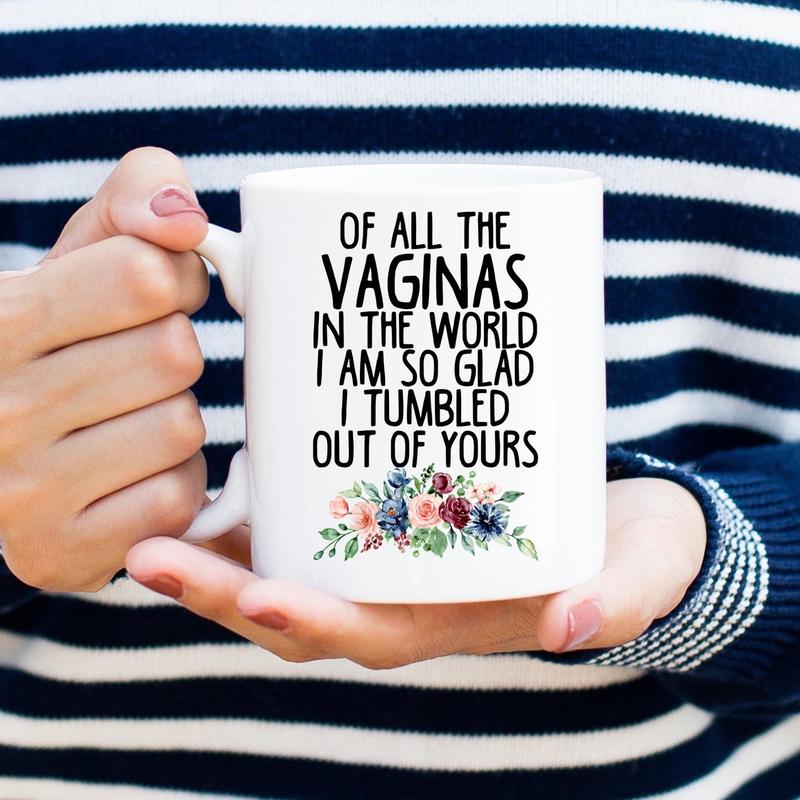 OF ALL THE
VAGINAS
IN THE WORLD
I AM SO GLAD
I TUMBLED
OUT OF YOURS